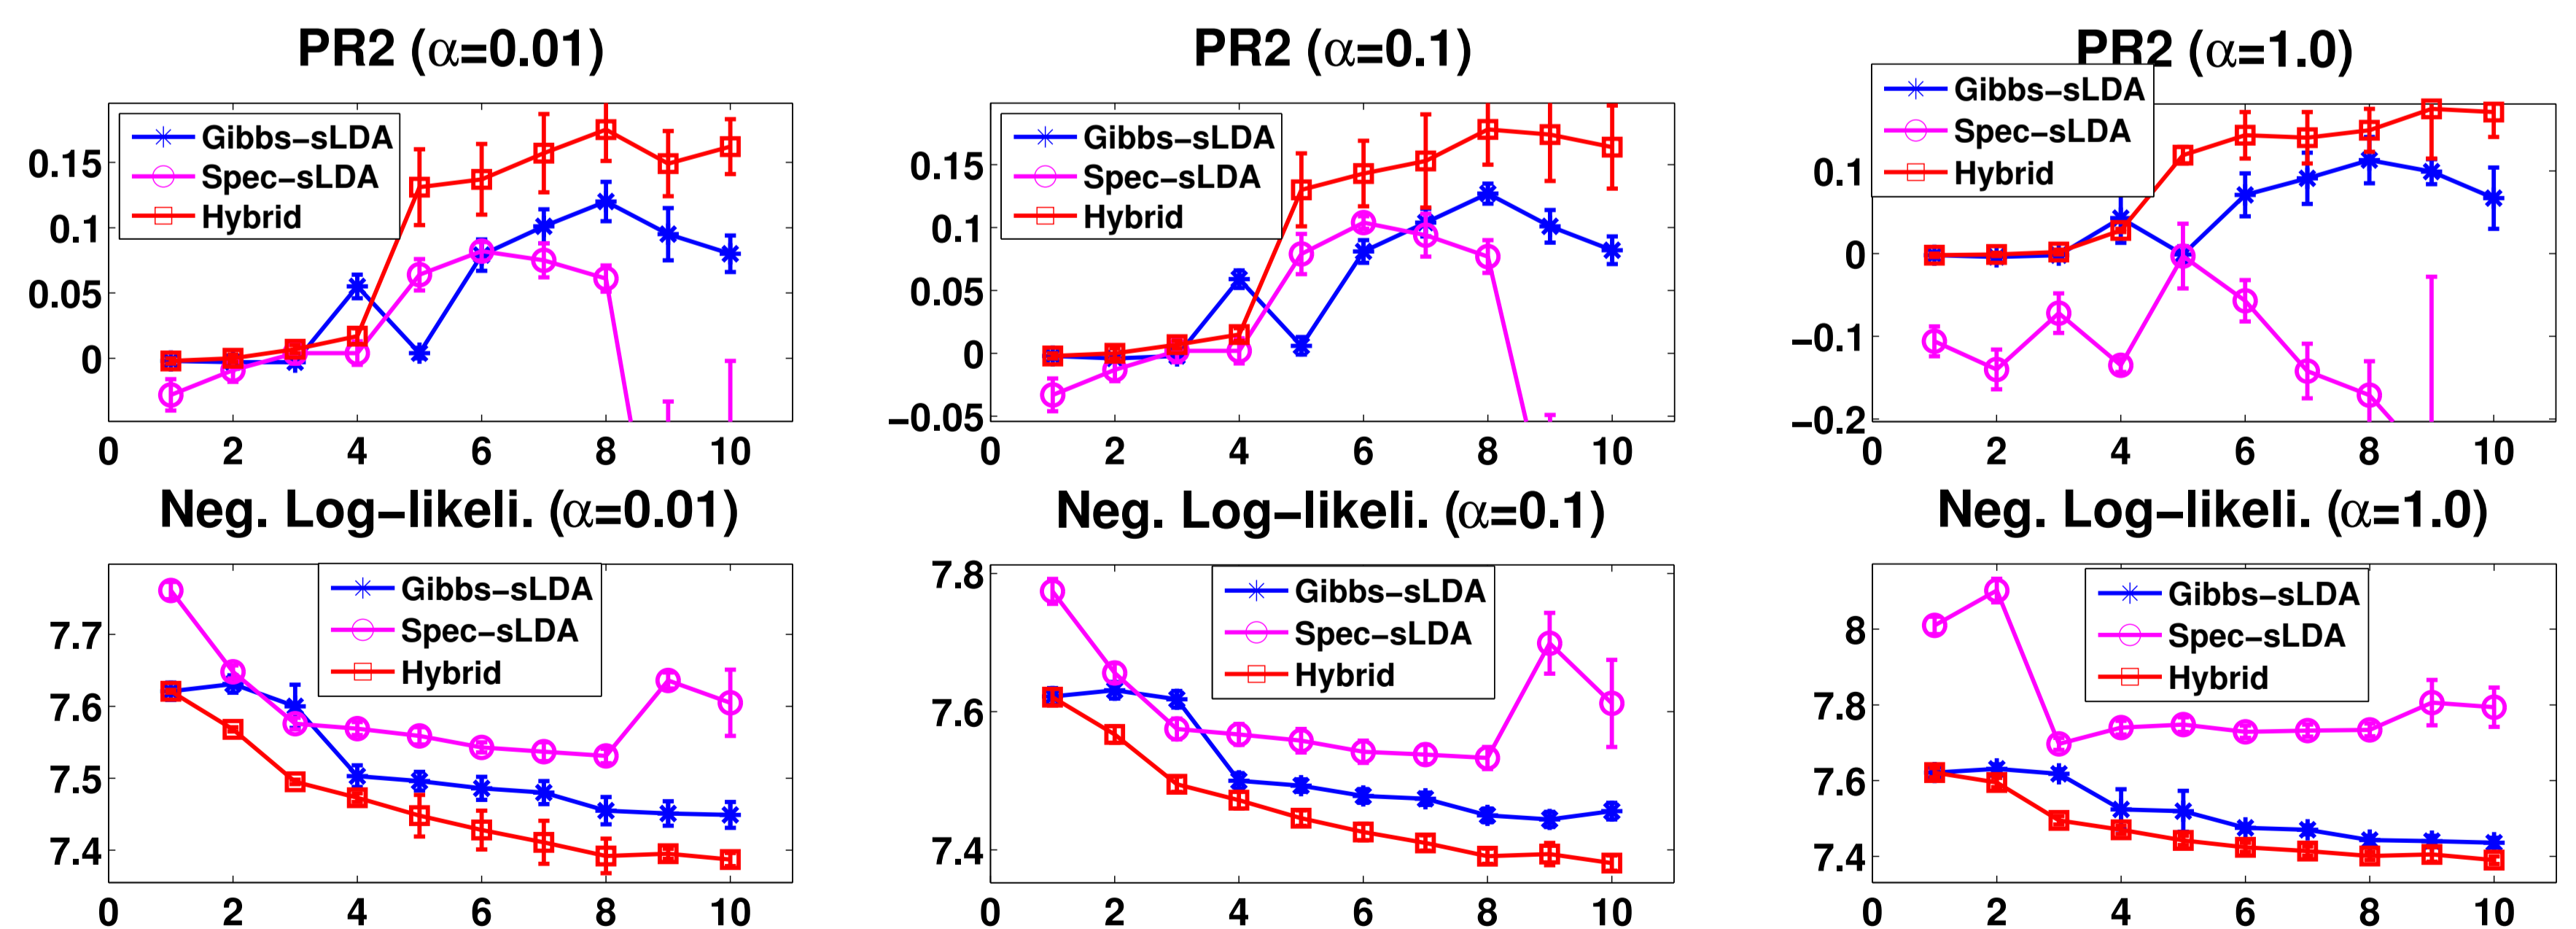 PR2 (α=0.01)
Gibbs−sLDA
Spec−sLDA
Hybrid
0.15
0.1
0.05
0
0 2 4 6 8 10
PR2 (α=0.1)
Gibbs−sLDA
Spec−sLDA
Hybrid
0.15
0.1
0.05
0
−0.05
0 2 4 6 8 10
PR2 (α=1.0)
Gibbs−sLDA
Spec−sLDA
Hybrid
0.1
0
−0.1
−0.2
0 2 4 6 8 10
Neg. Log−likeli. (α=0.01)
Gibbs−sLDA
Spec−sLDA
Hybrid
7.7
7.6
7.5
7.4
0 2 4 6 8 10
Neg. Log−likeli. (α=0.1)
Gibbs−sLDA
Spec−sLDA
Hybrid
7.8
7.6
7.4
0 2 4 6 8 10
Neg. Log−likeli. (α=1.0)
Gibbs−sLDA
Spec−sLDA
Hybrid
8
7.8
7.6
7.4
0 2 4 6 8 10